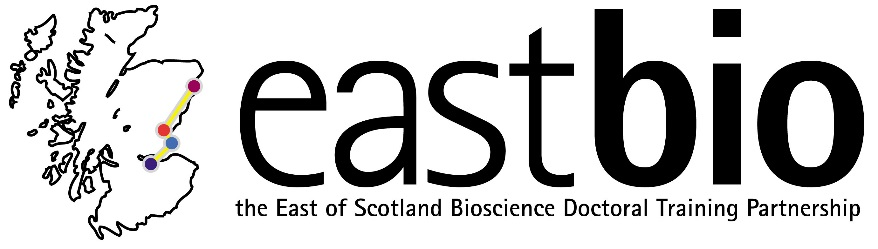 eastbio
the East of Scotland Bioscience Doctoral Training Partnership